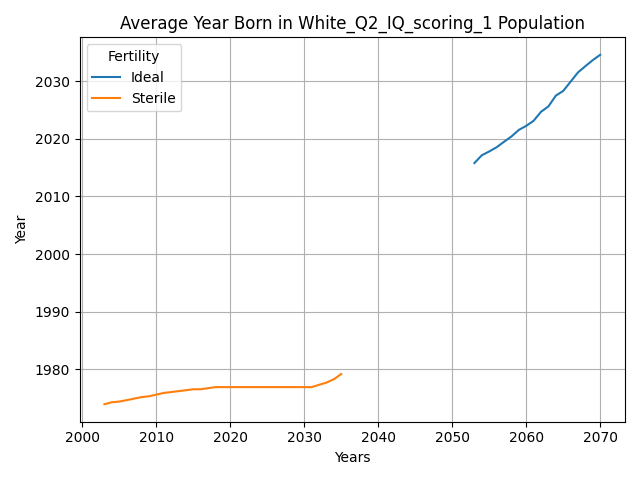 Average Year Born in White_Q2_IQ_scoring_1 Population
Fertility
Ideal
Sterile
Year
2030
2020
2010
2000
1990
1980
2000 2010 2020 2030 2040 2050 2060 2070
Years